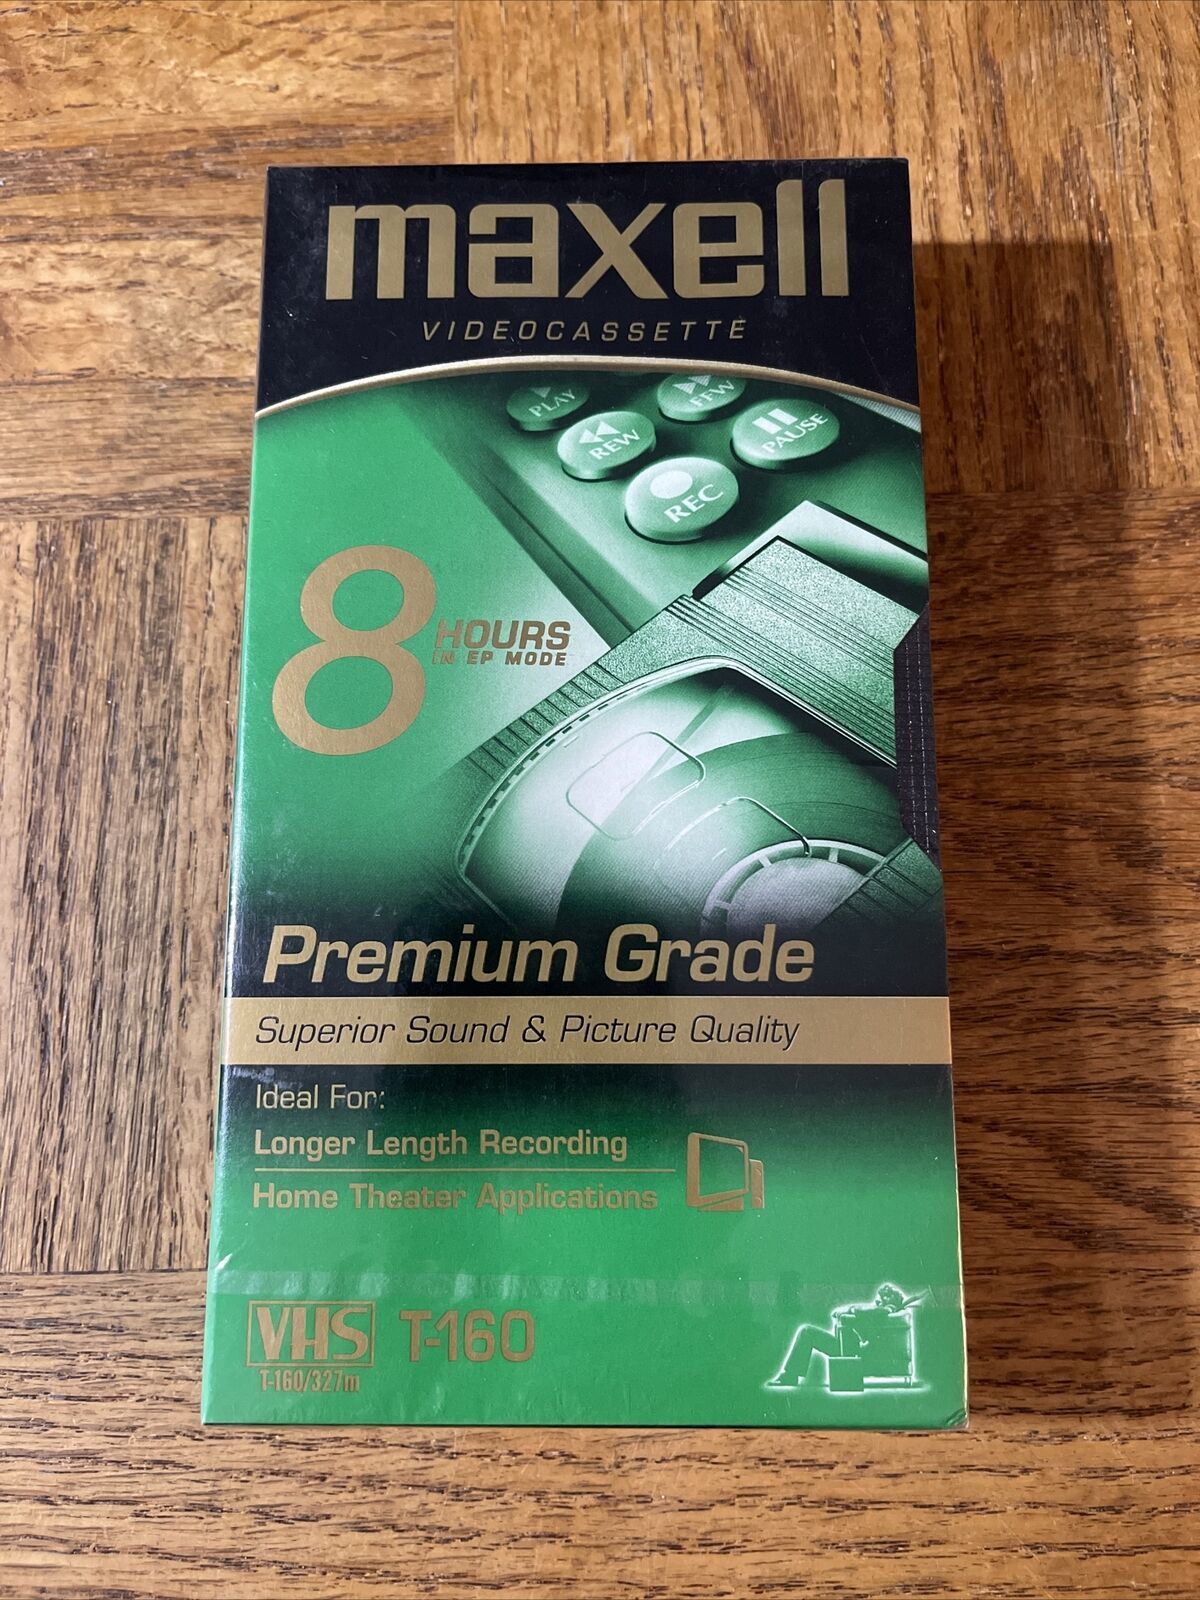 maxell
VIDEOCASSETTE
PLAY
FFW
REW
PAUSE
REC
8 HOURS
IN EP MODE
Premium Grade
Superior Sound & Picture Quality
Ideal For:
Longer Length Recording
Home Theater Applications
VHS T-160
T-160/327m